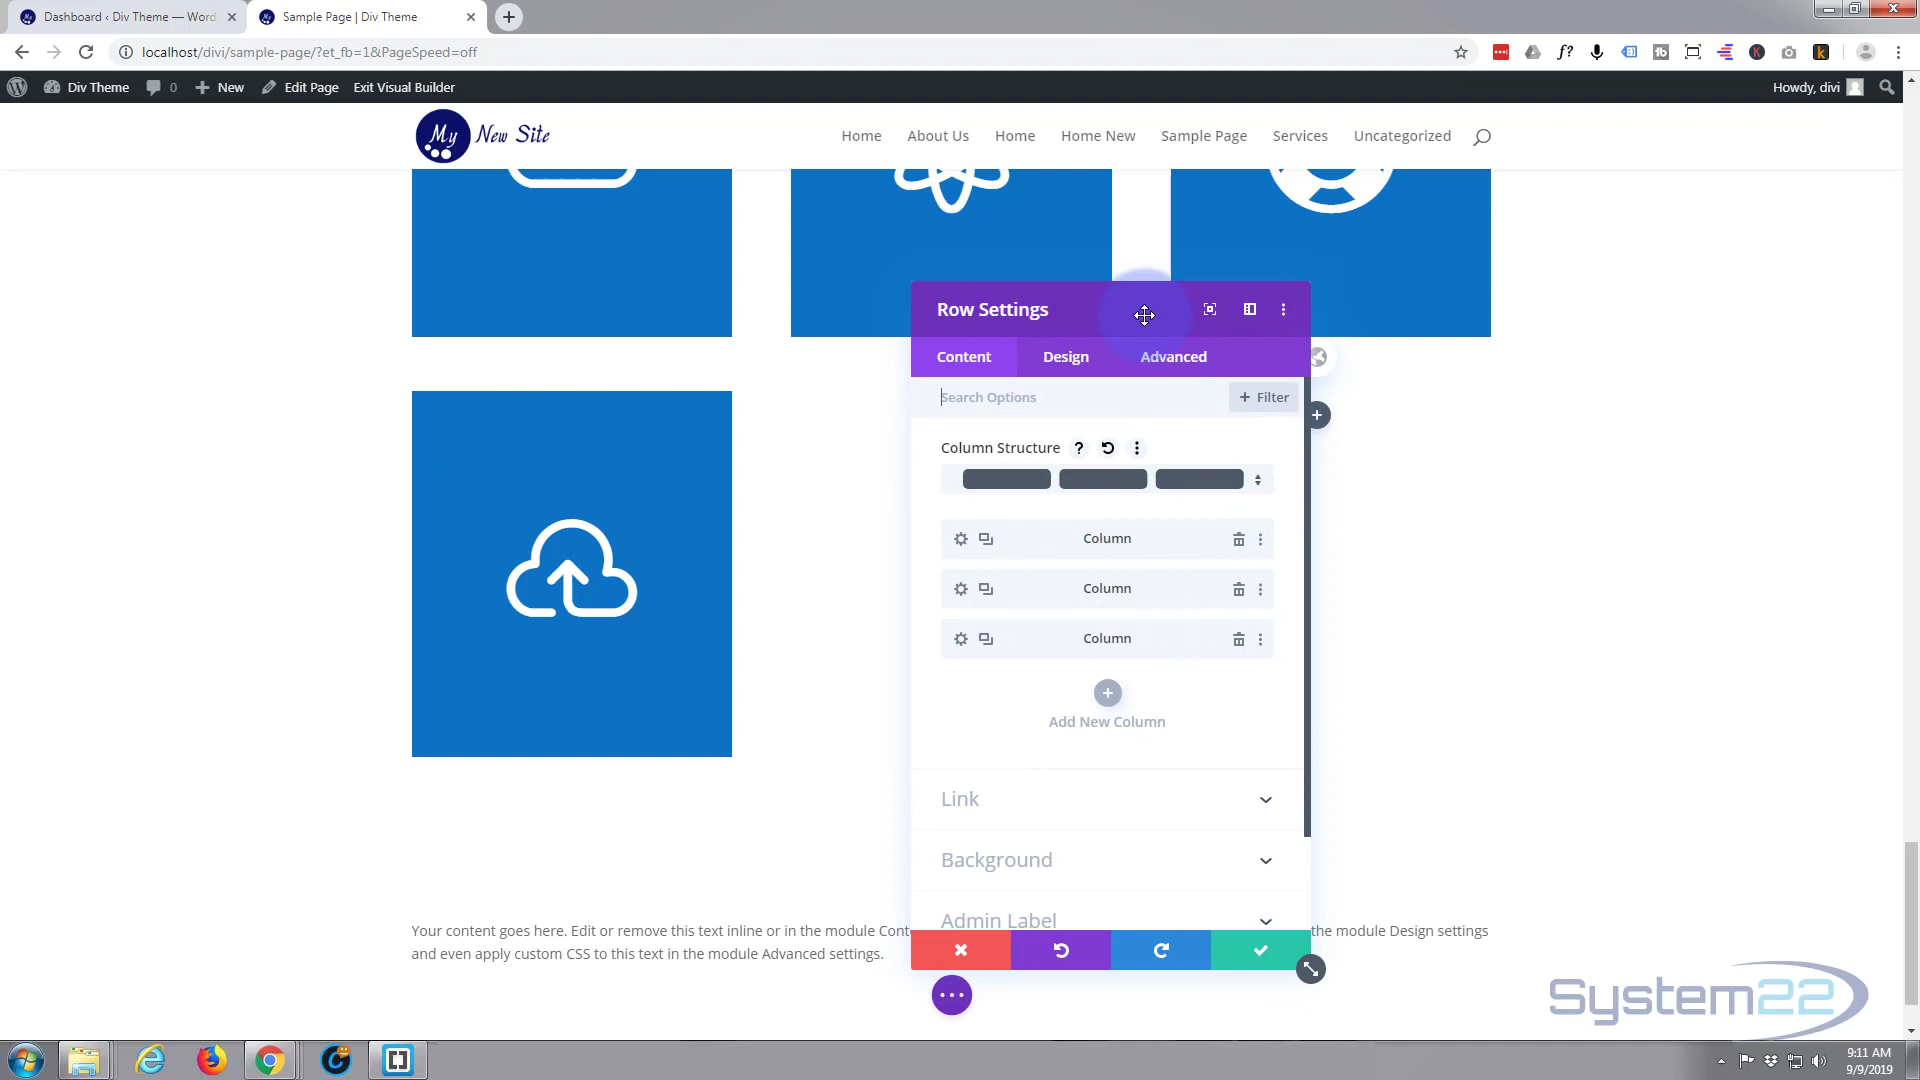 Dashboard ‹ Div Theme — Word
Sample Page | Div Theme
localhost/divi/sample-page/?et_fb=1&PageSpeed=off
Div Theme
0
New
Edit Page
Exit Visual Builder
Howdy, divi
My New Site
Home
About Us
Home
Home New
Sample Page
Services
Uncategorized
Row Settings
Content
Design
Advanced
Search Options
+ Filter
Column Structure
Column
Column
Column
Add New Column
Link
Background
Admin Label
Your content goes here. Edit or remove this text inline or in the module Cont
the module Design settings
and even apply custom CSS to this text in the module Advanced settings.
System22
9:11 AM
9/9/2019